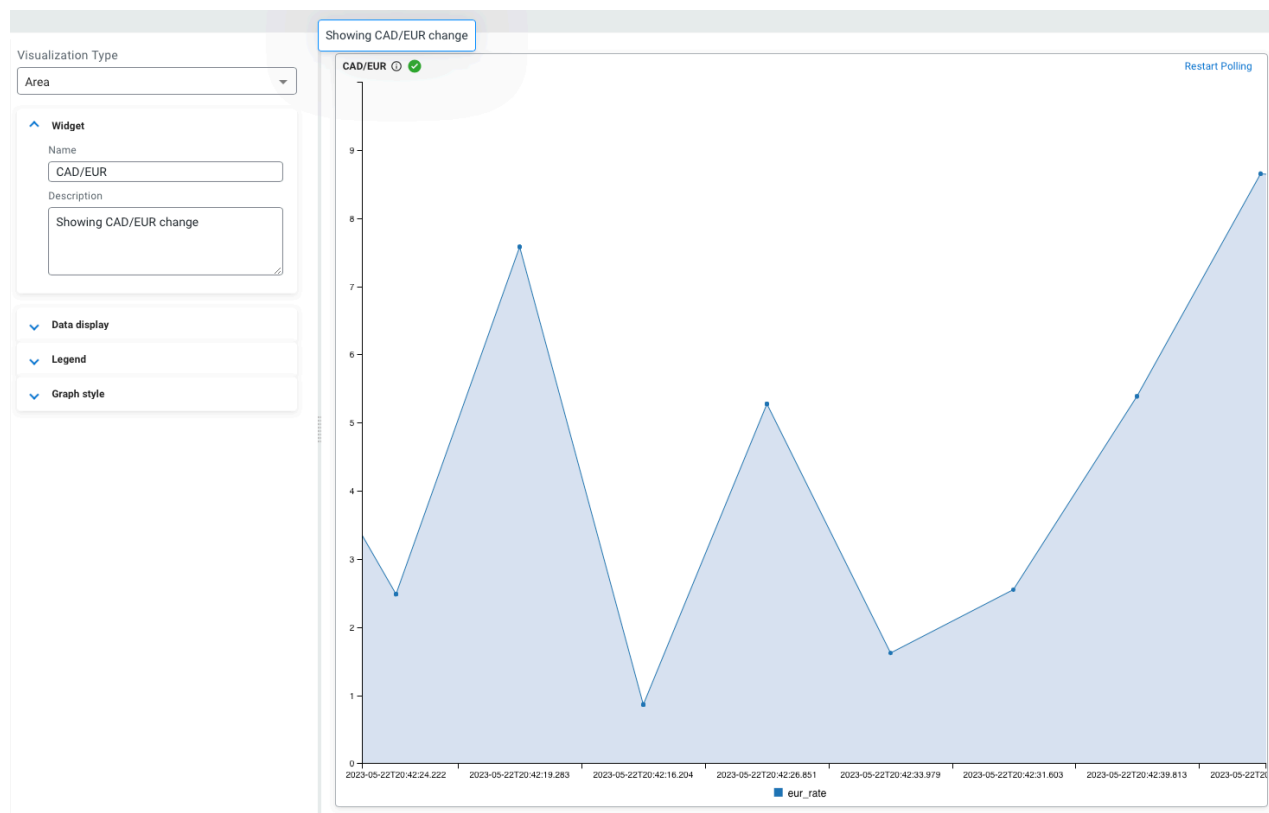 Showing CAD/EUR change
Visualization Type
Area
Widget
Name
CAD/EUR
Description
Showing CAD/EUR change
Data display
Legend
Graph style
CAD/EUR
Restart Polling
9
8
7
6
5
4
3
2
1
0
2023-05-22T20:42:24.222 2023-05-22T20:42:19.283 2023-05-22T20:42:16.204 2023-05-22T20:42:26.851 2023-05-22T20:42:33.979 2023-05-22T20:42:31.603 2023-05-22T20:42:39.813 2023-05-22T20
eur_rate